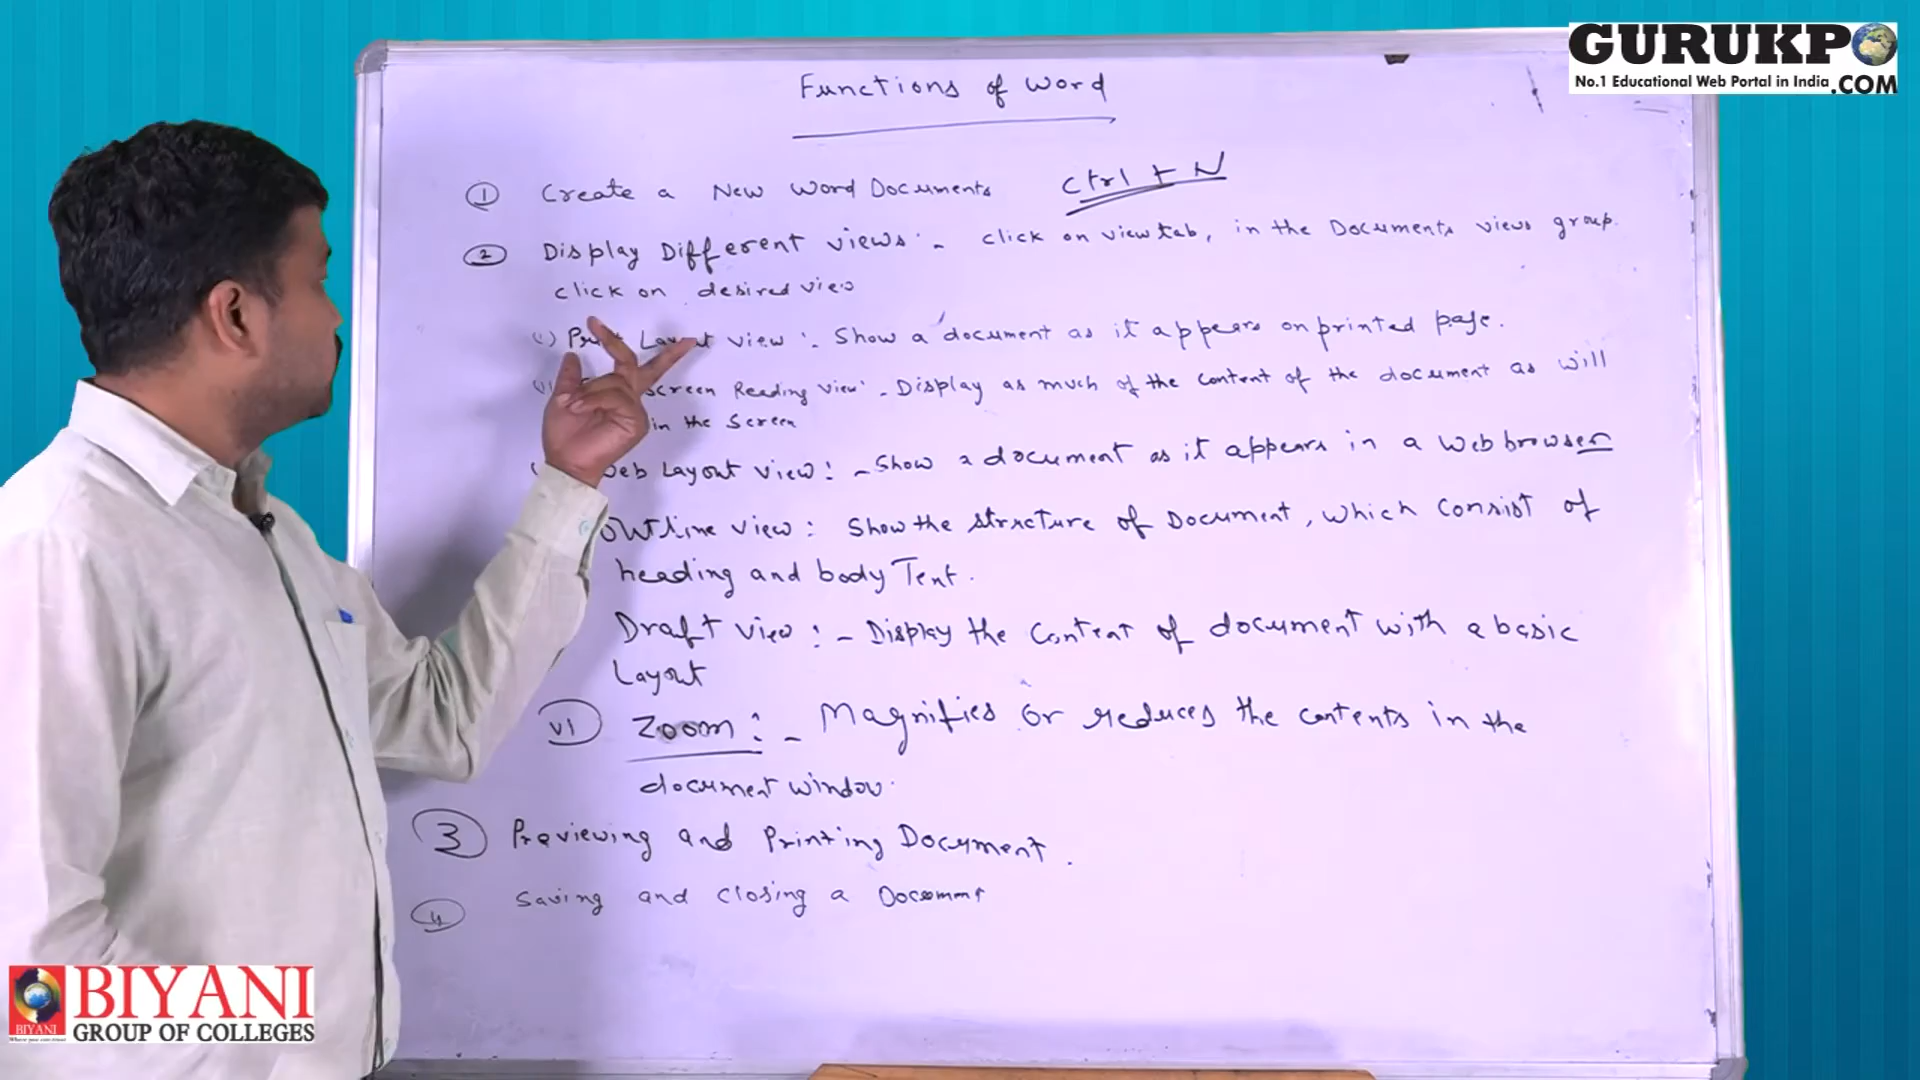 GURUKPO
No.1 Educational Web Portal in India .COM
Functions of Word
1 Create a New Word Documents Ctrl + N
2 Display Different views :- click on view tab, in the Documents views group.
click on desired view
(i) Print Layout view :- Show a document as it appears on printed page.
screen Reading view :- Display as much of the content of the document as will
in the Screen
Web Layout view :- Show a document as it appears in a web browser
Outline view : Show the structure of Document, which consist of
heading and body Tent.
Draft view :- Display the content of document with a basic
Layout
VI Zoom :- Magnifies or reduces the contents in the
document window.
3 Previewing and Printing Document.
4 Saving and closing a Document
BIYANI
GROUP OF COLLEGES
BIYANI